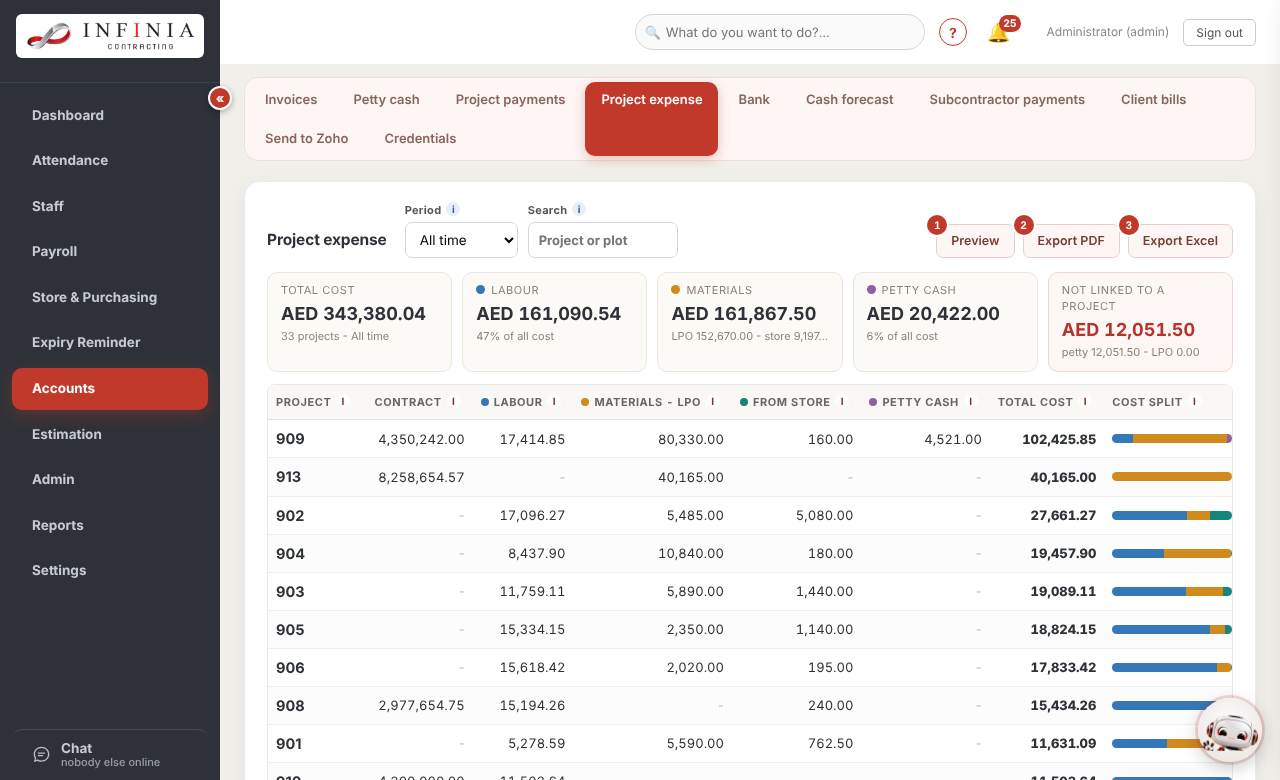 INFINIA
CONTRACTING
What do you want to do?...
?
25
Administrator (admin)
Sign out
«
Dashboard
Attendance
Staff
Payroll
Store & Purchasing
Expiry Reminder
Accounts
Estimation
Admin
Reports
Settings
Chat
nobody else online
Invoices
Petty cash
Project payments
Project expense
Bank
Cash forecast
Subcontractor payments
Client bills
Send to Zoho
Credentials
Project expense
Period i
All time
Search i
Project or plot
1 Preview
2 Export PDF
3 Export Excel
TOTAL COST
AED 343,380.04
33 projects - All time
LABOUR
AED 161,090.54
47% of all cost
MATERIALS
AED 161,867.50
LPO 152,670.00 - store 9,197...
PETTY CASH
AED 20,422.00
6% of all cost
NOT LINKED TO A
PROJECT
AED 12,051.50
petty 12,051.50 - LPO 0.00
PROJECT I CONTRACT I LABOUR I MATERIALS - LPO I FROM STORE I PETTY CASH I TOTAL COST I COST SPLIT I
909 4,350,242.00 17,414.85 80,330.00 160.00 4,521.00 102,425.85
913 8,258,654.57 - 40,165.00 - - 40,165.00
902 - 17,096.27 5,485.00 5,080.00 - 27,661.27
904 - 8,437.90 10,840.00 180.00 - 19,457.90
903 - 11,759.11 5,890.00 1,440.00 - 19,089.11
905 - 15,334.15 2,350.00 1,140.00 - 18,824.15
906 - 15,618.42 2,020.00 195.00 - 17,833.42
908 2,977,654.75 15,194.26 - 240.00 - 15,434.26
901 - 5,278.59 5,590.00 762.50 - 11,631.09